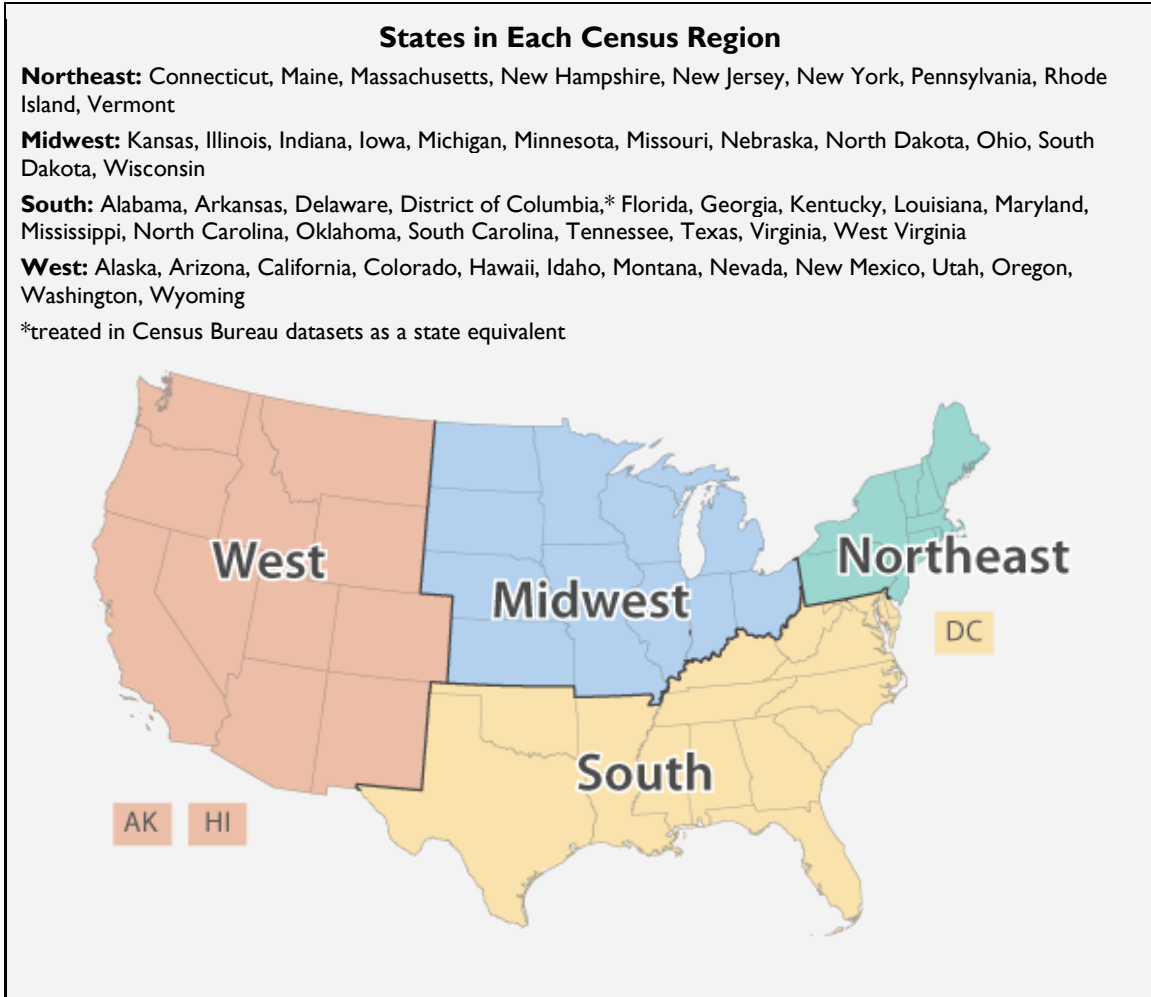 States in Each Census Region
Northeast: Connecticut, Maine, Massachusetts, New Hampshire, New Jersey, New York, Pennsylvania, Rhode
Island, Vermont
Midwest: Kansas, Illinois, Indiana, Iowa, Michigan, Minnesota, Missouri, Nebraska, North Dakota, Ohio, South
Dakota, Wisconsin
South: Alabama, Arkansas, Delaware, District of Columbia,* Florida, Georgia, Kentucky, Louisiana, Maryland,
Mississippi, North Carolina, Oklahoma, South Carolina, Tennessee, Texas, Virginia, West Virginia
West: Alaska, Arizona, California, Colorado, Hawaii, Idaho, Montana, Nevada, New Mexico, Utah, Oregon,
Washington, Wyoming
*treated in Census Bureau datasets as a state equivalent
West
Midwest
Northeast
DC
South
AK
HI